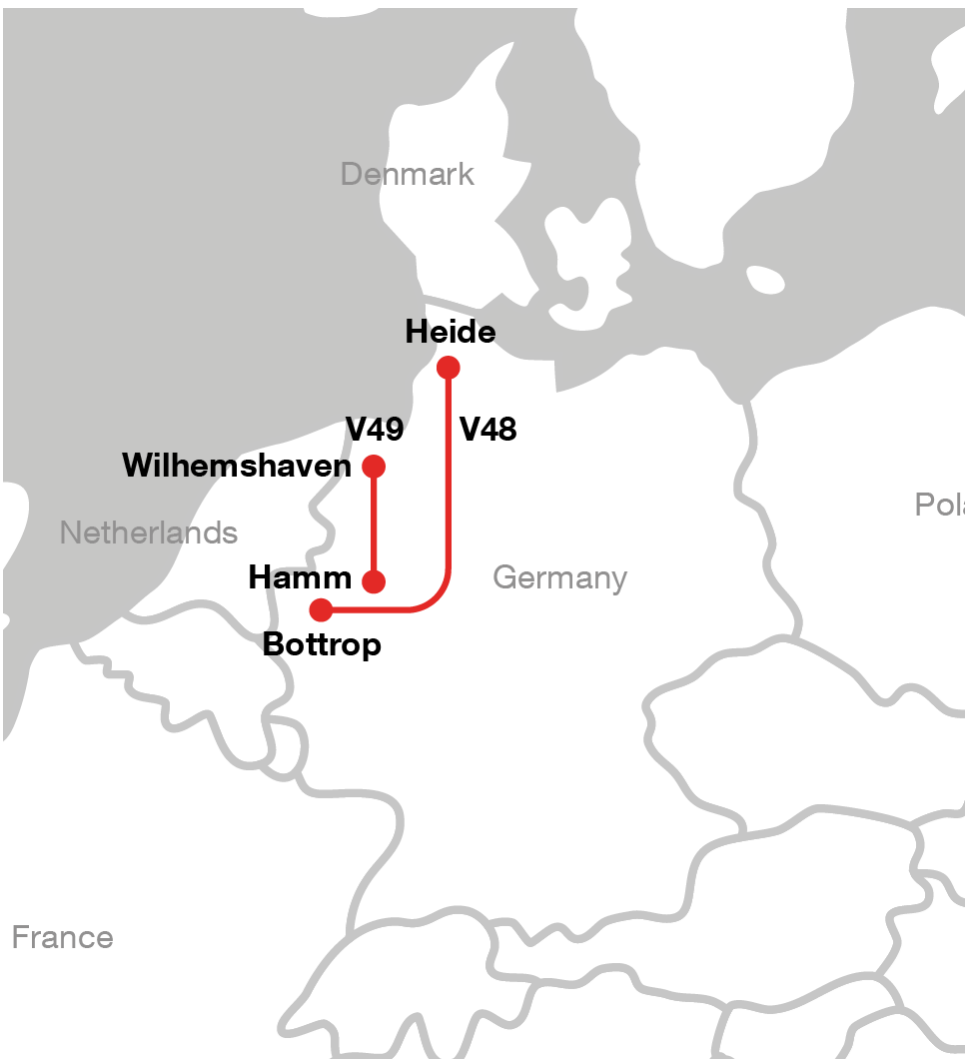 Denmark
Heide
V49
V48
Wilhemshaven
Netherlands
Pola
Hamm
Germany
Bottrop
France